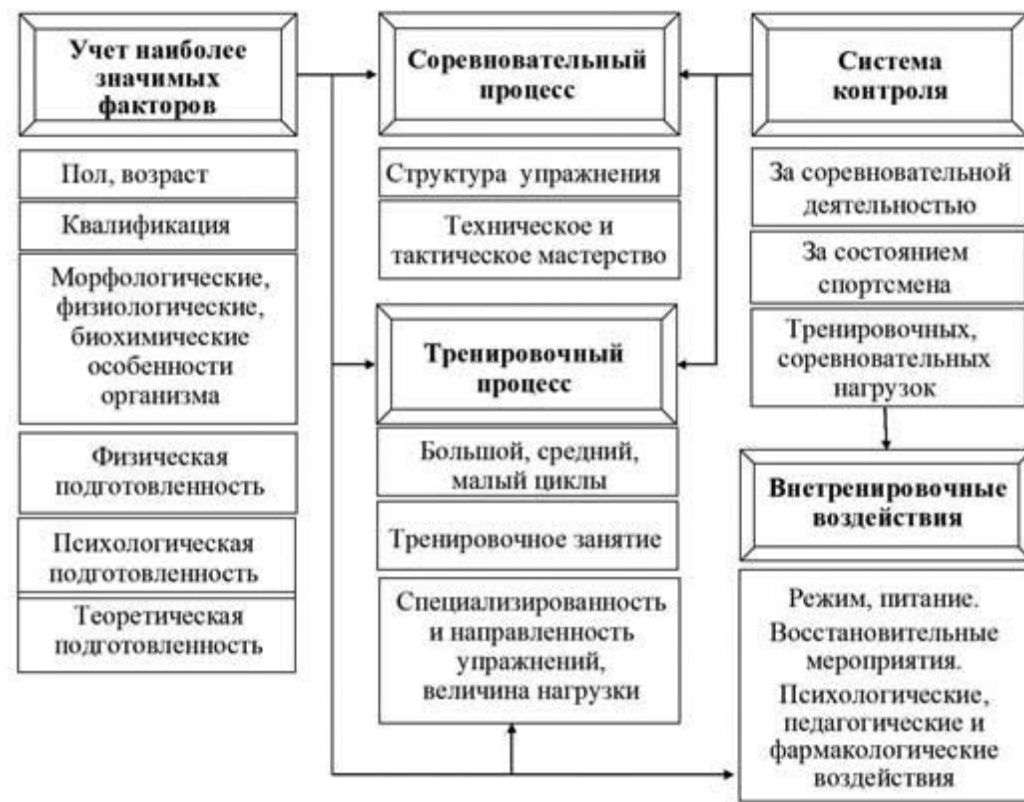 Учет наиболее
значимых
факторов
Пол, возраст
Квалификация
Морфологические,
физиологические,
биохимические
особенности
организма
Физическая
подготовленность
Психологическая
подготовленность
Теоретическая
подготовленность
Соревновательный
процесс
Структура упражнения
Техническое и
тактическое мастерство
Тренировочный
процесс
Большой, средний,
малый циклы
Тренировочное занятие
Специализированность
и направленность
упражнений,
величина нагрузки
Система
контроля
За соревновательной
деятельностью
За состоянием
спортсмена
Тренировочных,
соревновательных
нагрузок
Внетренировочные
воздействия
Режим, питание.
Восстановительные
мероприятия.
Психологические,
педагогические и
фармакологические
воздействия